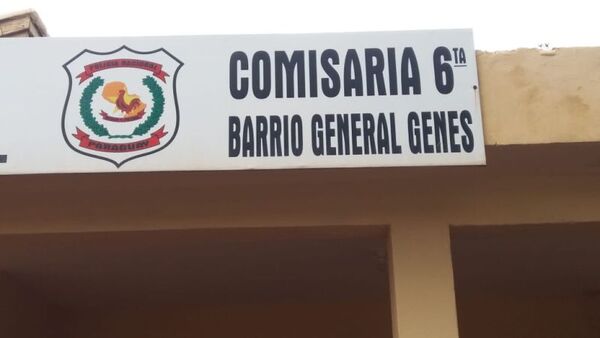 POLICIA NACIONAL
PARAGUAY
COMISARIA 6TA
BARRIO GENERAL GENES